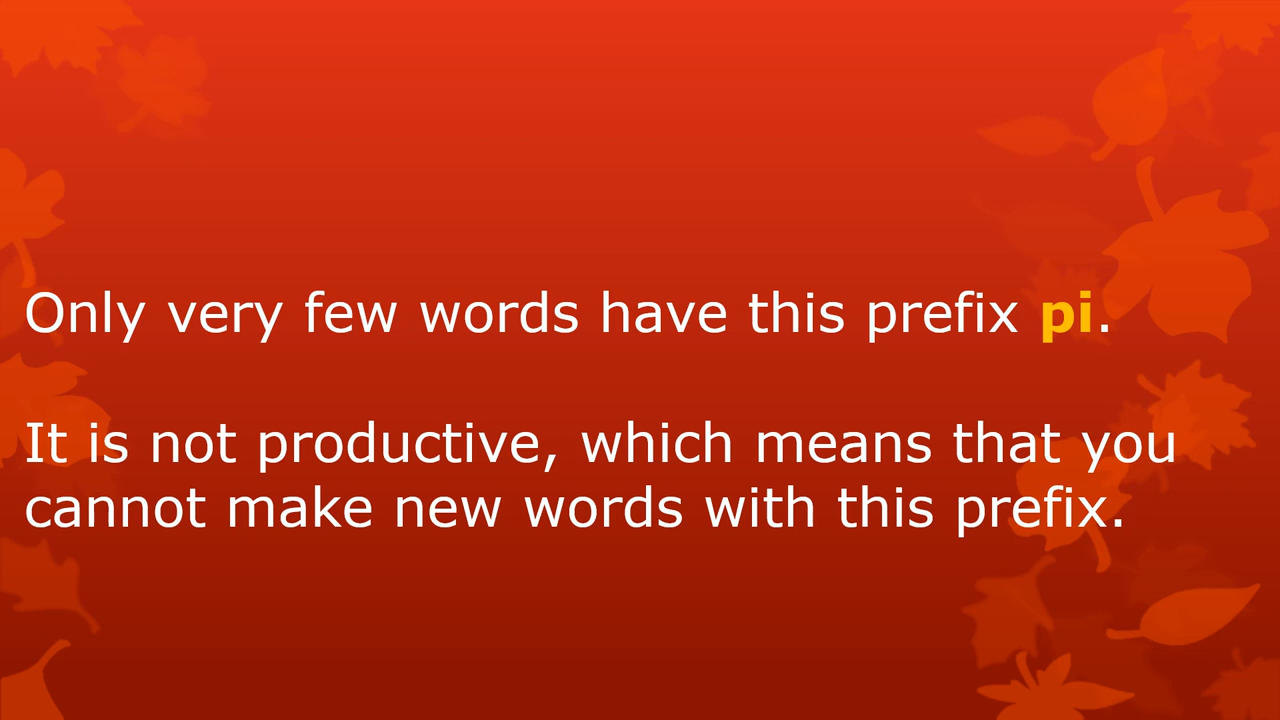 Only very few words have this prefix pi.
It is not productive, which means that you
cannot make new words with this prefix.